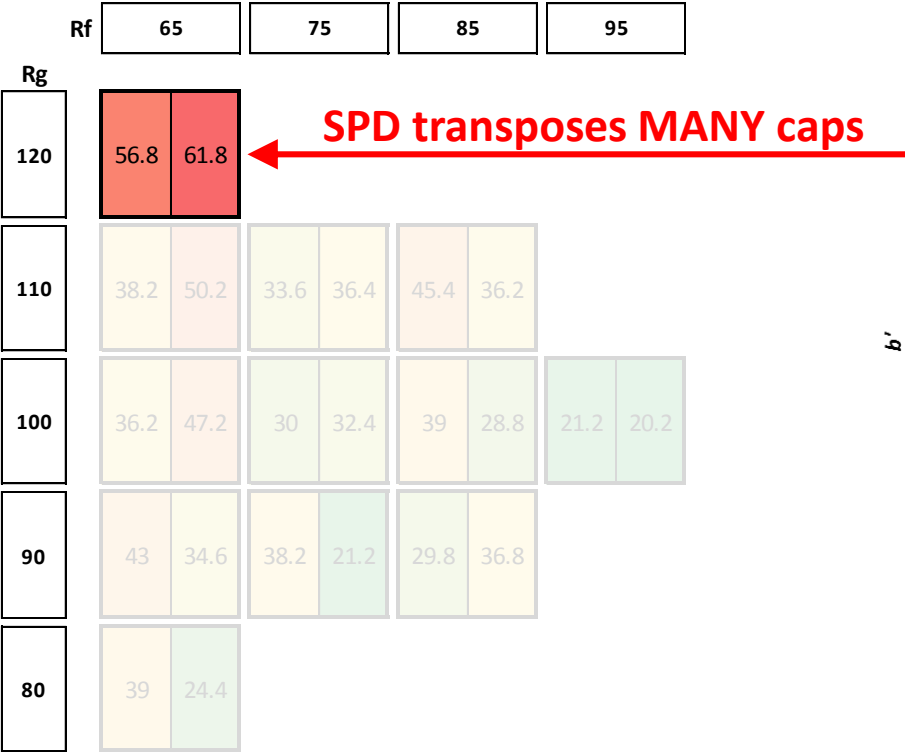 Rf 65 75 85 95
Rg
SPD transposes MANY caps
120 56.8 61.8
110 38.2 50.2 33.6 36.4 45.4 36.2
b'
100 36.2 47.2 30 32.4 39 28.8 21.2 20.2
90 43 34.6 38.2 21.2 29.8 36.8
80 39 24.4